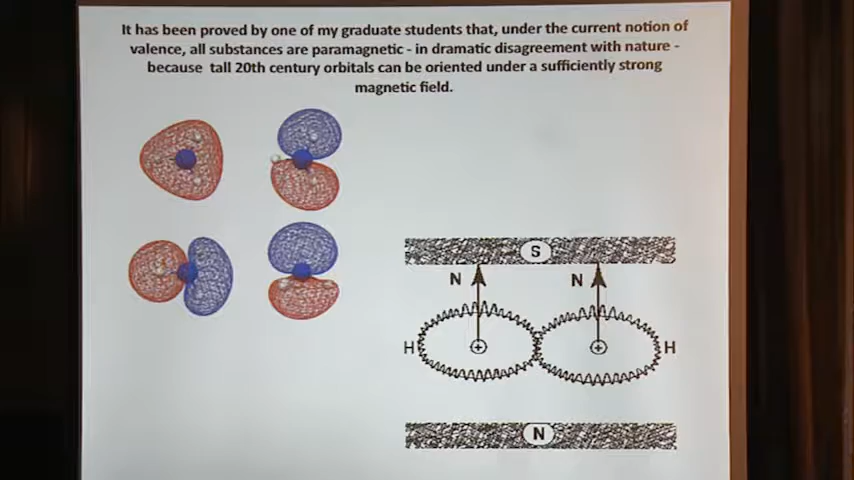 It has been proved by one of my graduate students that, under the current notion of
valence, all substances are paramagnetic - in dramatic disagreement with nature -
because tall 20th century orbitals can be oriented under a sufficiently strong
magnetic field.
S
N N
H H
N